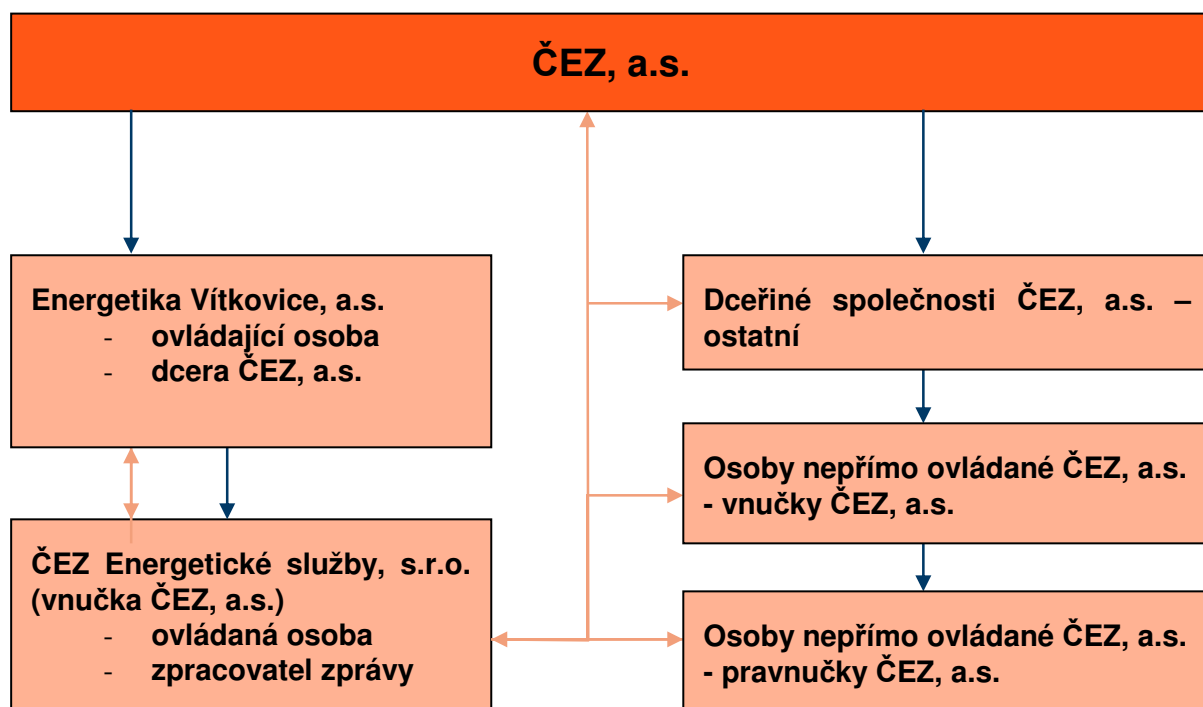 ČEZ, a.s.
Energetika Vítkovice, a.s.
- ovládající osoba
- dcera ČEZ, a.s.
ČEZ Energetické služby, s.r.o.
(vnučka ČEZ, a.s.)
- ovládaná osoba
- zpracovatel zprávy
Dceřiné společnosti ČEZ, a.s. –
ostatní
Osoby nepřímo ovládané ČEZ, a.s.
- vnučky ČEZ, a.s.
Osoby nepřímo ovládané ČEZ, a.s.
- pravnučky ČEZ, a.s.